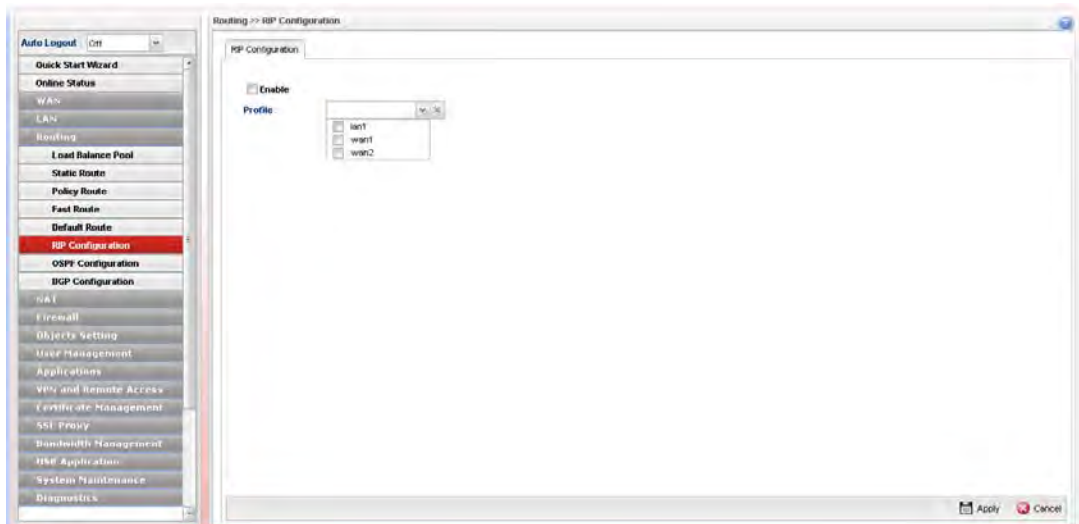 Routing >> RIP Configuration
Auto Logout Off
Quick Start Wizard
Online Status
WAN
LAN
Routing
Load Balance Pool
Static Route
Policy Route
Fast Route
Default Route
RIP Configuration
OSPF Configuration
BGP Configuration
NAT
Firewall
Objects Setting
User Management
Applications
VPN and Remote Access
Certificate Management
SSL Proxy
Bandwidth Management
USB Application
System Maintenance
Diagnostics
RIP Configuration
Enable
Profile
lan1
wan1
wan2
Apply Cancel